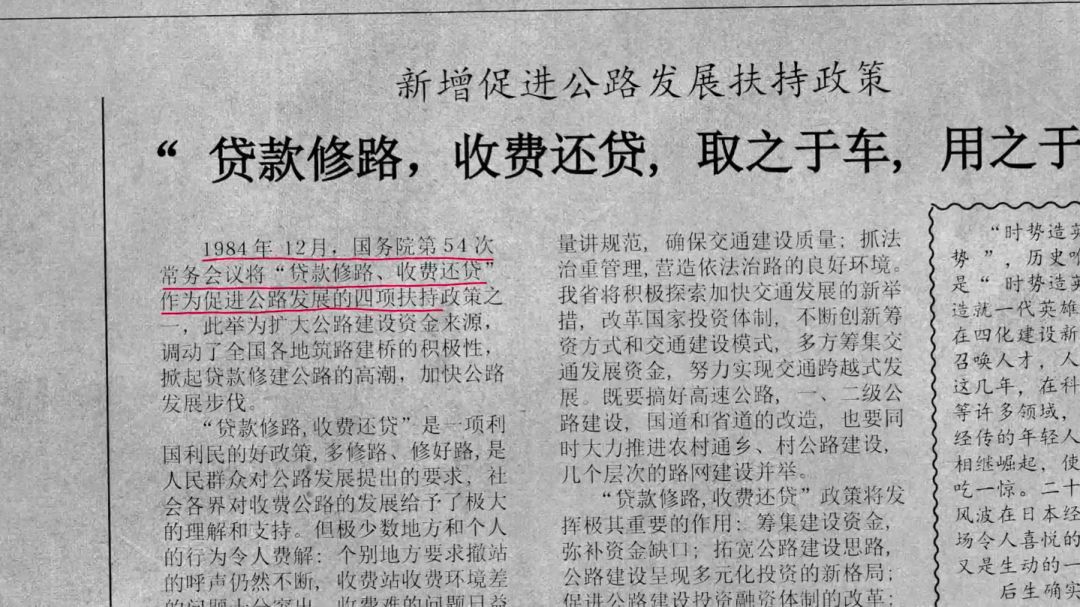 新增促进公路发展扶持政策
“贷款修路，收费还贷，取之于车，用之于
1984年12月，国务院第54次
常务会议将“贷款修路、收费还贷”
作为促进公路发展的四项扶持政策之
一，此举为扩大公路建设资金来源，
调动了全国各地筑路建桥的积极性，
掀起贷款修建公路的高潮，加快公路
发展步伐。
“贷款修路,收费还贷”是一项利
国利民的好政策,多修路、修好路,是
人民群众对公路发展提出的要求，社
会各界对收费公路的发展给予了极大
的理解和支持。但极少数地方和个人
的行为令人费解：个别地方要求撤站
的呼声仍然不断，收费站收费环境差
的问题十分突出，收费难的问题日益
量讲规范，确保交通建设质量；抓法
治重管理,营造依法治路的良好环境。
我省将积极探索加快交通发展的新举
措，改革国家投资体制，不断创新筹
资方式和交通建设模式，多方筹集交
通发展资金，努力实现交通跨越式发
展。既要搞好高速公路，一、二级公
路建设，国道和省道的改造，也要同
时大力推进农村通乡、村公路建设，
几个层次的路网建设并举。
“贷款修路,收费还贷”政策将发
挥极其重要的作用：筹集建设资金，
弥补资金缺口；拓宽公路建设思路，
公路建设呈现多元化投资的新格局；
促进公路建设投资融资体制的改革；
“时势造英
势”，历史唯
是“时势造英
造就一代英雄
在四化建设新
召唤人才，人
这几年，在科
等许多领域，
经传的年轻人
相继崛起，使
吃一惊。二十
风波在日本经
场令人喜悦的
又是生动的一
后生确实